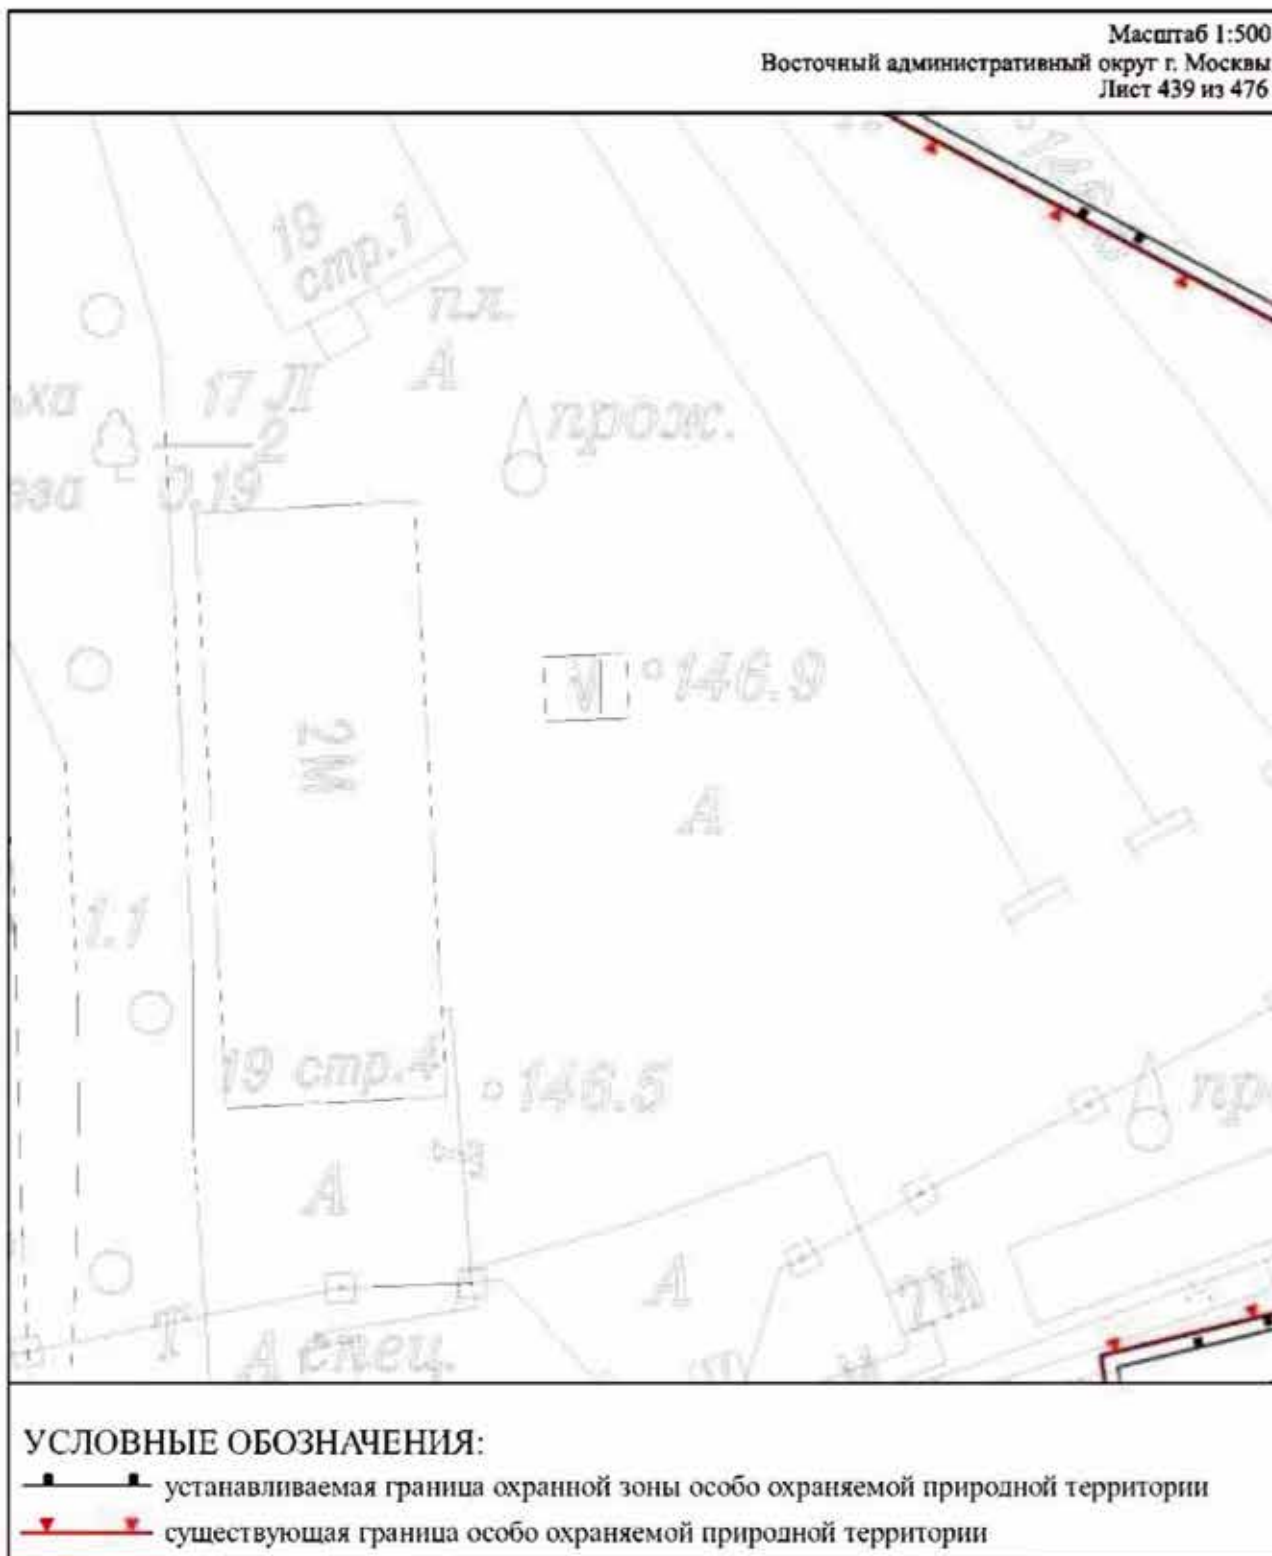 Масштаб 1:500
Восточный административный округ г. Москвы
Лист 439 из 476
19
стр.1
п.л.
А
17 Л
2
0.19
прож.
2М
146.9
А
1.1
19 стр.4
146.5
А
А
Т
А спец.
УСЛОВНЫЕ ОБОЗНАЧЕНИЯ:
устанавливаемая граница охранной зоны особо охраняемой природной территории
существующая граница особо охраняемой природной территории